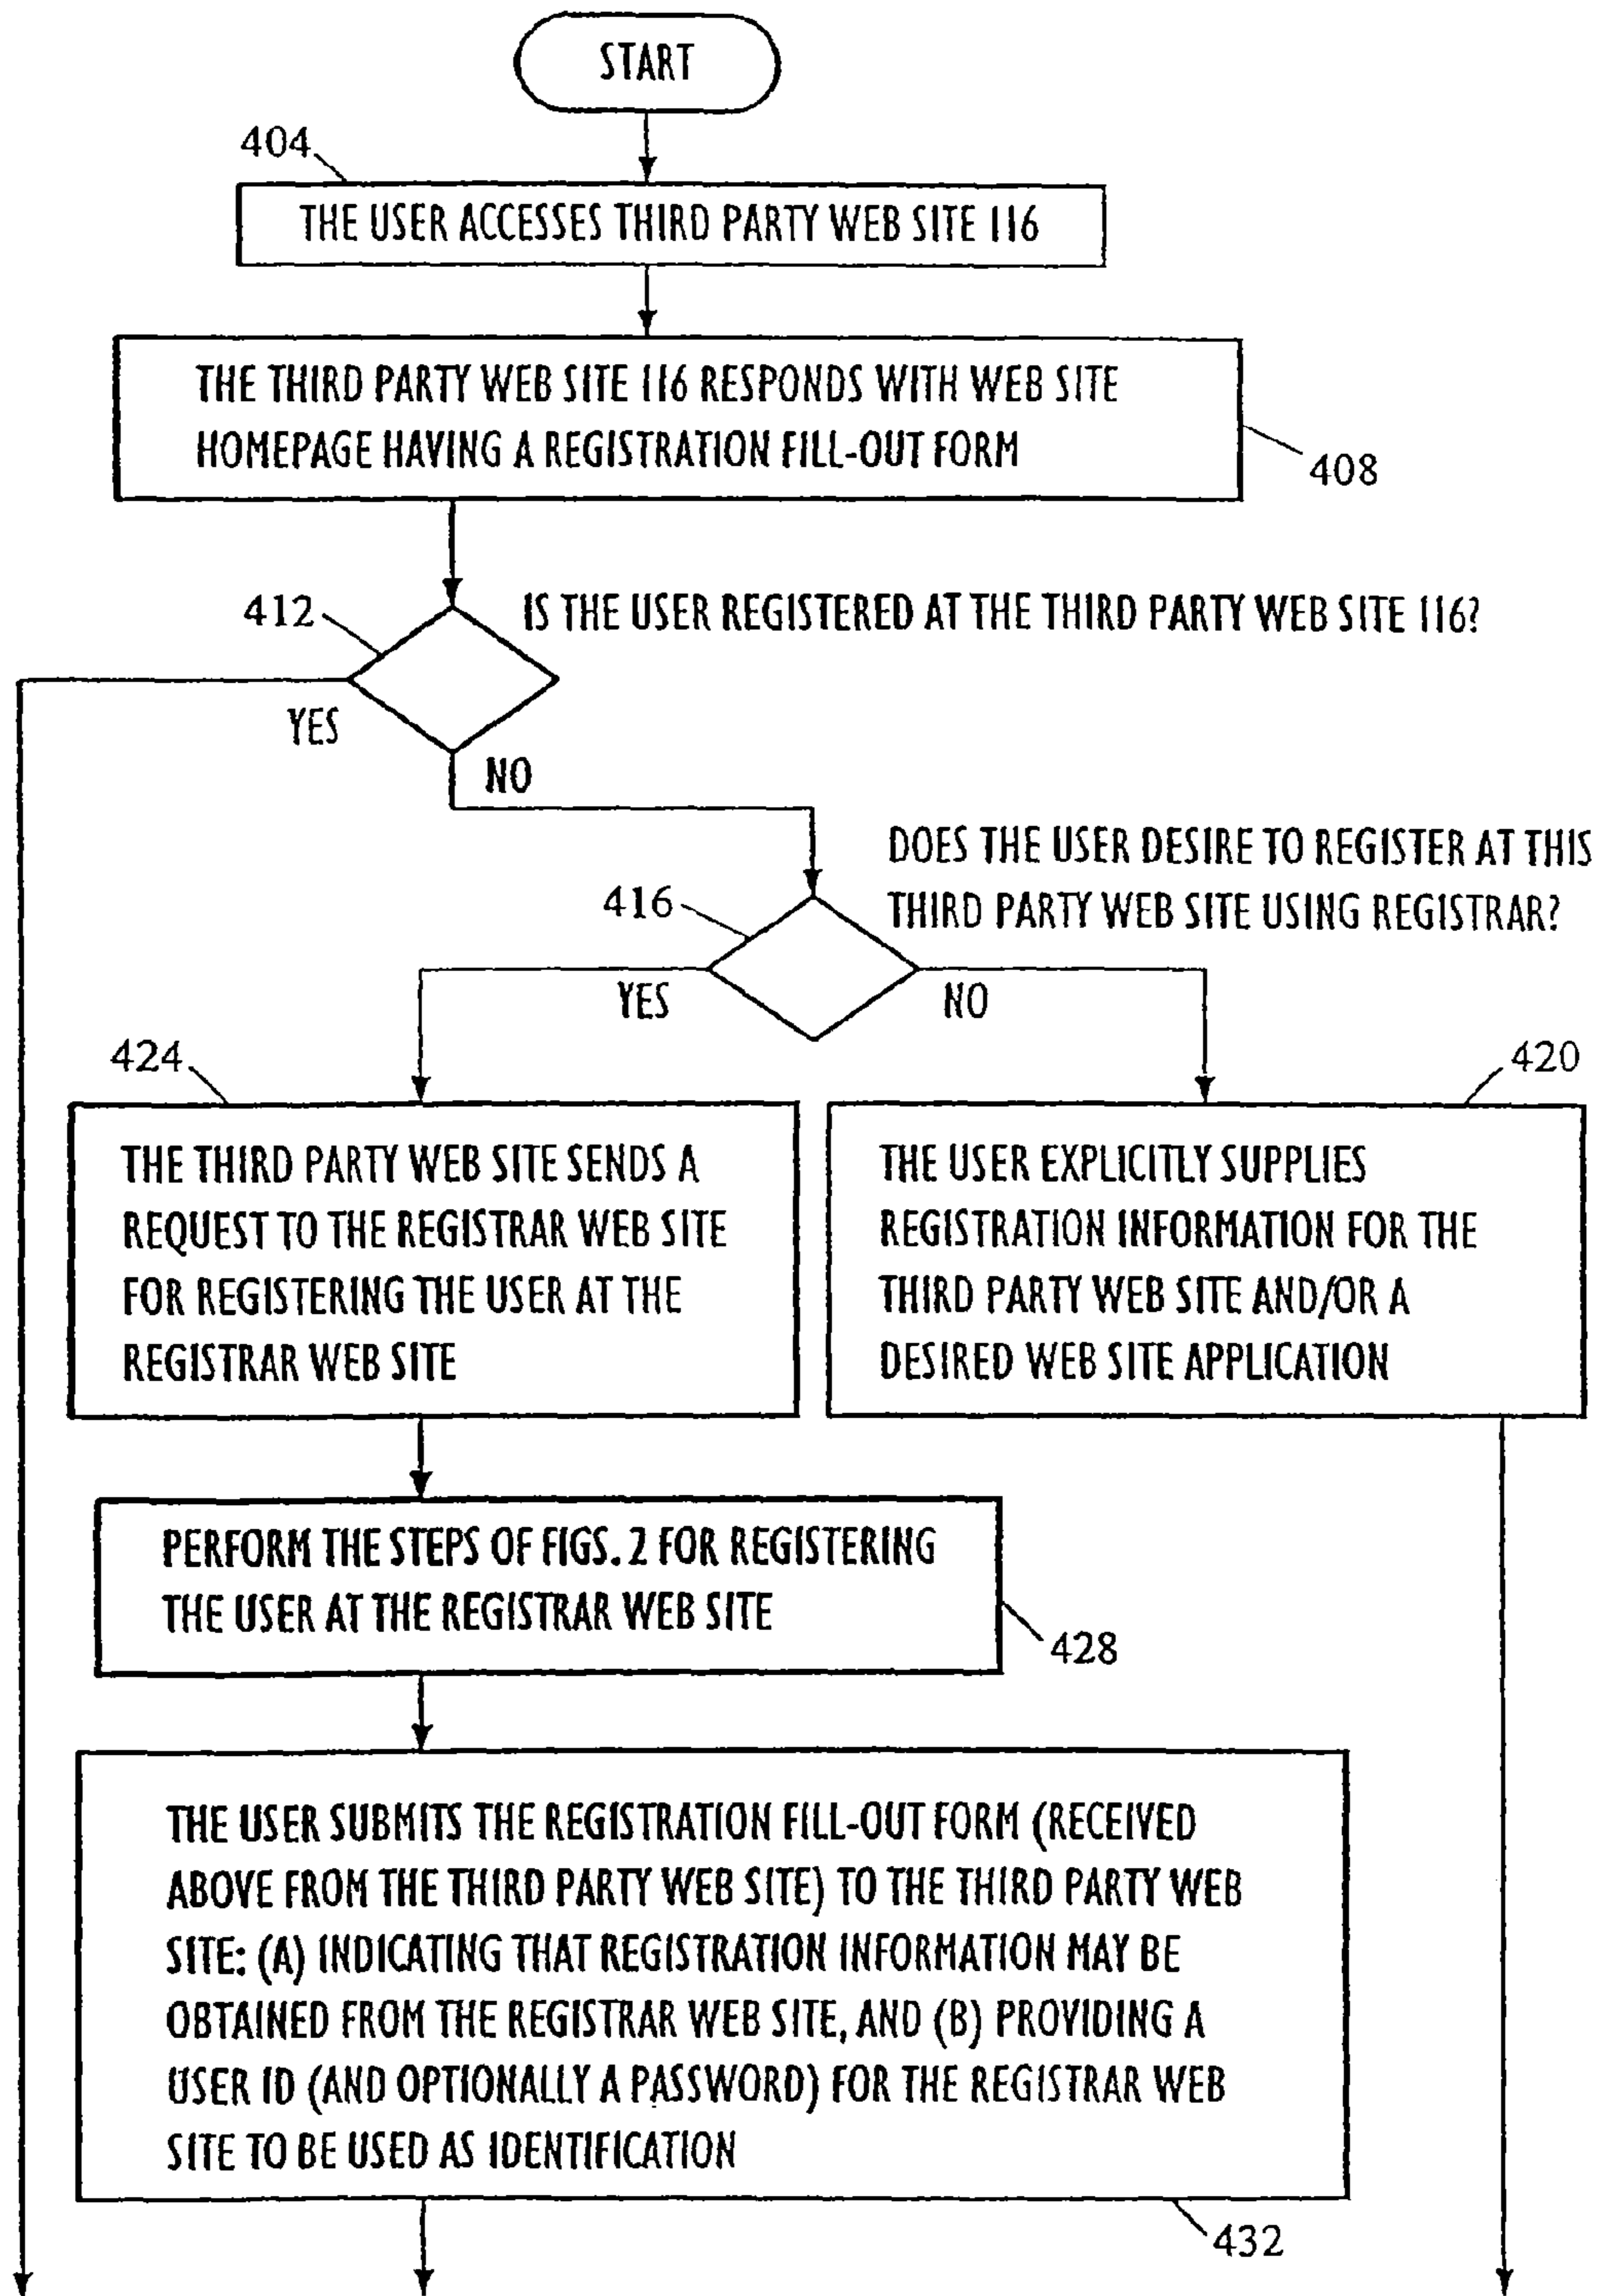 START
404
THE USER ACCESSES THIRD PARTY WEB SITE 116
THE THIRD PARTY WEB SITE 116 RESPONDS WITH WEB SITE
HOMEPAGE HAVING A REGISTRATION FILL-OUT FORM
408
412
IS THE USER REGISTERED AT THE THIRD PARTY WEB SITE 116?
YES
NO
DOES THE USER DESIRE TO REGISTER AT THIS
THIRD PARTY WEB SITE USING REGISTRAR?
416
YES
NO
424
THE THIRD PARTY WEB SITE SENDS A
REQUEST TO THE REGISTRAR WEB SITE
FOR REGISTERING THE USER AT THE
REGISTRAR WEB SITE
420
THE USER EXPLICITLY SUPPLIES
REGISTRATION INFORMATION FOR THE
THIRD PARTY WEB SITE AND/OR A
DESIRED WEB SITE APPLICATION
PERFORM THE STEPS OF FIGS. 2 FOR REGISTERING
THE USER AT THE REGISTRAR WEB SITE
428
THE USER SUBMITS THE REGISTRATION FILL-OUT FORM (RECEIVED
ABOVE FROM THE THIRD PARTY WEB SITE) TO THE THIRD PARTY WEB
SITE: (A) INDICATING THAT REGISTRATION INFORMATION MAY BE
OBTAINED FROM THE REGISTRAR WEB SITE, AND (B) PROVIDING A
USER ID (AND OPTIONALLY A PASSWORD) FOR THE REGISTRAR WEB
SITE TO BE USED AS IDENTIFICATION
432